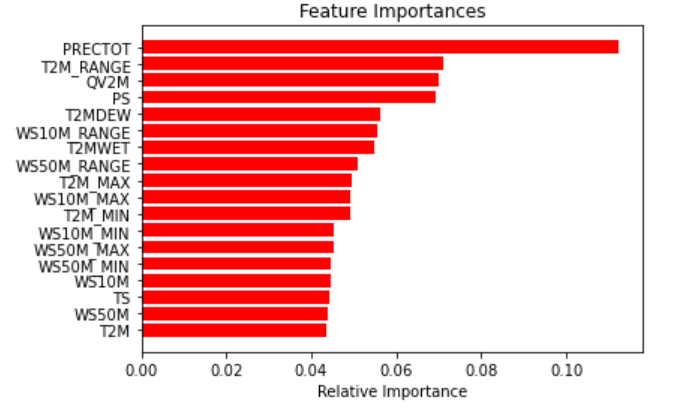 Feature Importances
PRECTOT
T2M_RANGE
QV2M
PS
T2MDEW
WS10M_RANGE
T2MWET
WS50M_RANGE
T2M_MAX
WS10M_MAX
T2M_MIN
WS10M_MIN
WS50M_MAX
WS50M_MIN
WS10M
TS
WS50M
T2M
0.00 0.02 0.04 0.06 0.08 0.10
Relative Importance